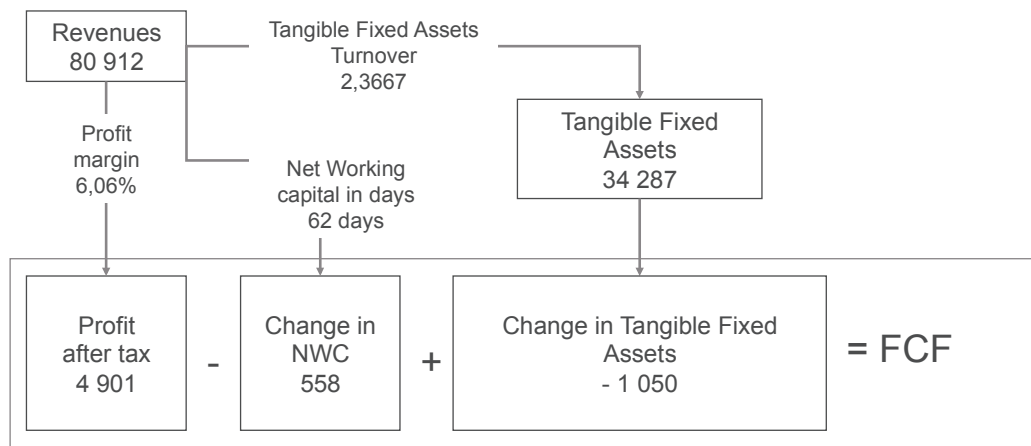 Revenues
80 912
Tangible Fixed Assets
Turnover
2,3667
Profit
margin
6,06%
Net Working
capital in days
62 days
Tangible Fixed
Assets
34 287
Profit
after tax
4 901
-
Change in
NWC
558
+
Change in Tangible Fixed
Assets
- 1 050
= FCF